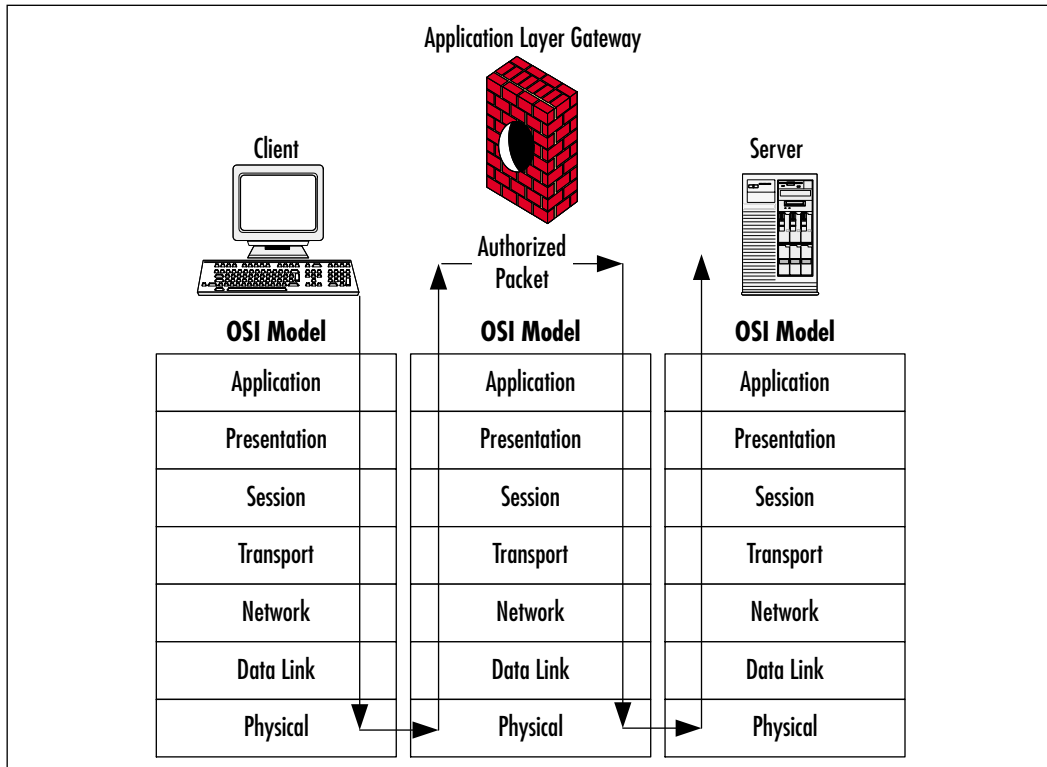 Application Layer Gateway
Client
Server
Authorized
Packet
OSI Model
OSI Model
OSI Model
Application
Application
Application
Presentation
Presentation
Presentation
Session
Session
Session
Transport
Transport
Transport
Network
Network
Network
Data Link
Data Link
Data Link
Physical
Physical
Physical